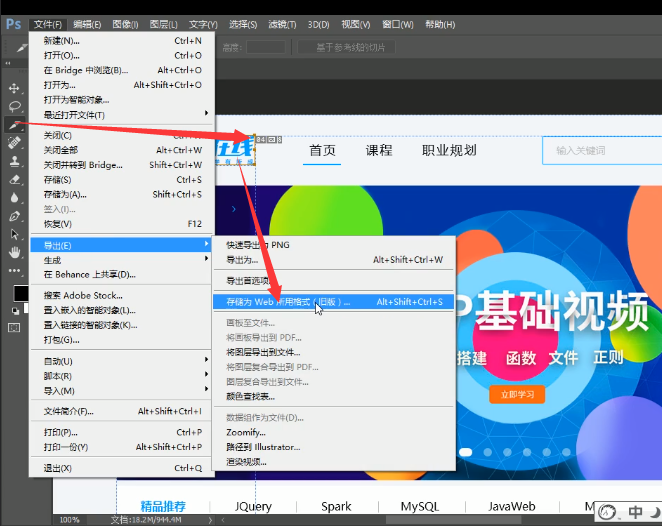 Ps 文件(F) 编辑(E) 图像(I) 图层(L) 文字(Y) 选择(S) 滤镜(T) 3D(D) 视图(V) 窗口(W) 帮助(H)
高度: 基于参考线的切片
新建(N)... Ctrl+N
打开(O)... Ctrl+O
在 Bridge 中浏览(B)... Alt+Ctrl+O
打开为... Alt+Shift+Ctrl+O
打开为智能对象...
最近打开文件(T)
关闭(C) Ctrl+W
关闭全部 Alt+Ctrl+W
关闭并转到 Bridge... Shift+Ctrl+W
存储(S) Ctrl+S
存储为(A)... Shift+Ctrl+S
签入(I)...
恢复(V) F12
导出(E)
生成
在 Behance 上共享(D)...
搜索 Adobe Stock...
置入嵌入的智能对象(L)...
置入链接的智能对象(K)...
打包(G)...
自动(U)
脚本(R)
导入(M)
文件简介(F)... Alt+Shift+Ctrl+I
打印(P)... Ctrl+P
打印一份(Y) Alt+Shift+Ctrl+P
退出(X) Ctrl+Q
快速导出为 PNG
导出为... Alt+Shift+Ctrl+W
导出首选项
存储为 Web 所用格式（旧版）... Alt+Shift+Ctrl+S
画板至文件...
将画板导出到 PDF...
将图层导出到文件...
将图层复合导出到 PDF...
图层复合导出到文件...
颜色查找表...
数据组作为文件(D)...
Zoomify...
路径到 Illustrator...
渲染视频...
在线
首页 课程 职业规划 输入关键词
P基础视频
搭建 函数 文件 正则
立即学习
精品推荐 JQuery Spark MySQL JavaWeb
100% 文档:18.2M/944.4M
中